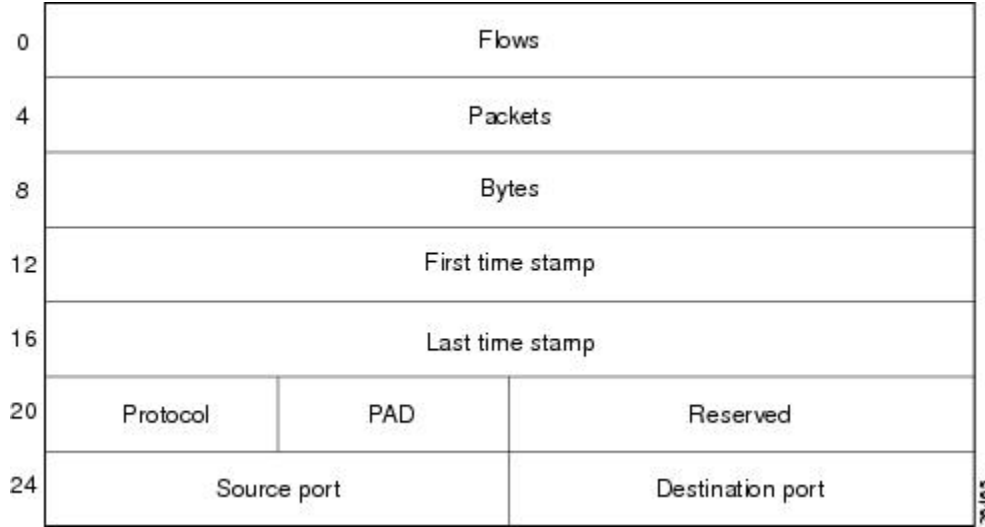 0 Flows
4 Packets
8 Bytes
12 First time stamp
16 Last time stamp
20 Protocol PAD Reserved
24 Source port Destination port